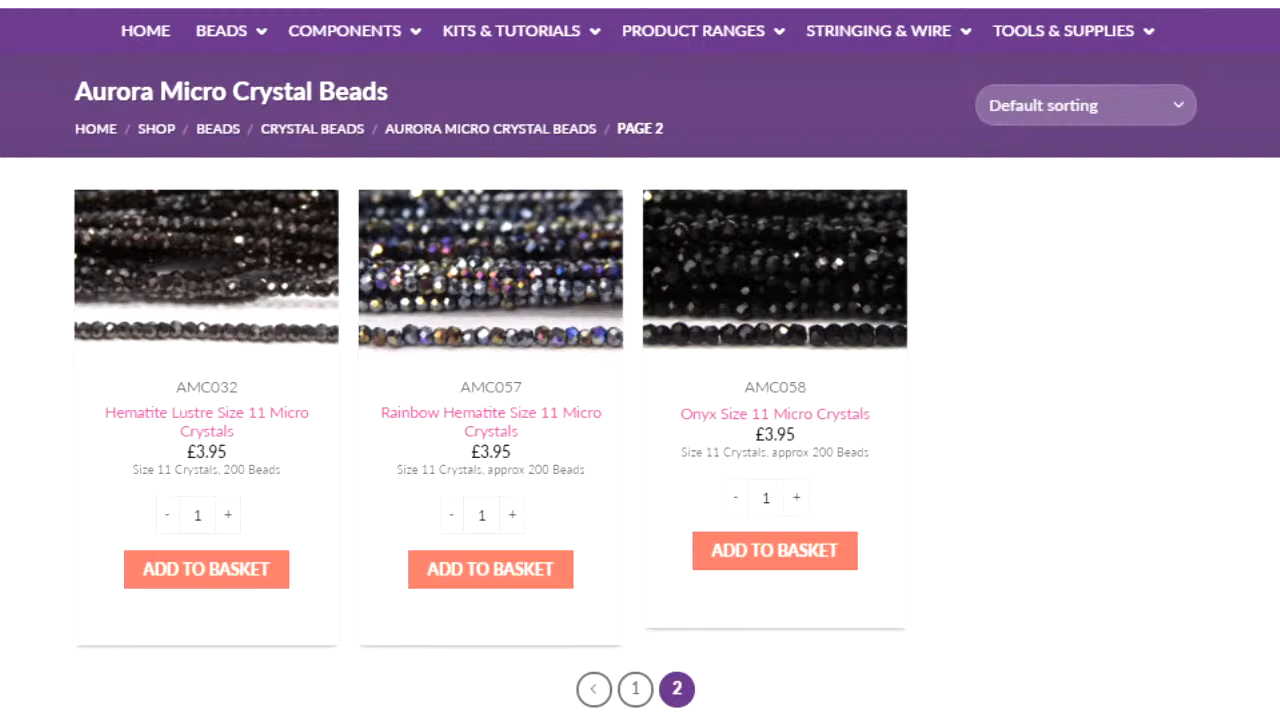 HOME BEADS COMPONENTS KITS & TUTORIALS PRODUCT RANGES STRINGING & WIRE TOOLS & SUPPLIES
Aurora Micro Crystal Beads
Default sorting
HOME / SHOP / BEADS / CRYSTAL BEADS / AURORA MICRO CRYSTAL BEADS / PAGE 2
AMC032
Hematite Lustre Size 11 Micro
Crystals
£3.95
Size 11 Crystals, 200 Beads
- 1 +
ADD TO BASKET
AMC057
Rainbow Hematite Size 11 Micro
Crystals
£3.95
Size 11 Crystals, approx 200 Beads
- 1 +
ADD TO BASKET
AMC058
Onyx Size 11 Micro Crystals
£3.95
Size 11 Crystals. approx 200 Beads
- 1 +
ADD TO BASKET
< 1 2